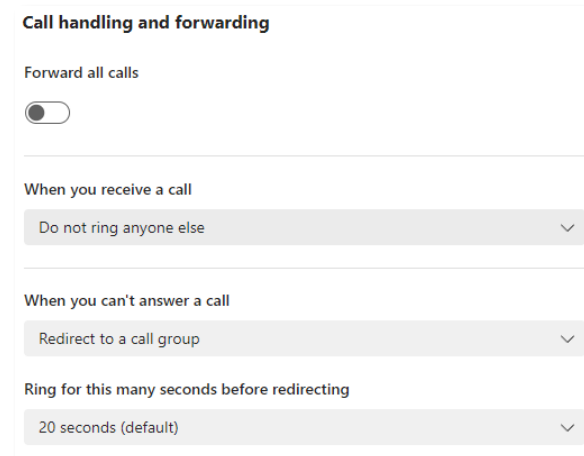 Call handling and forwarding
Forward all calls
When you receive a call
Do not ring anyone else
When you can't answer a call
Redirect to a call group
Ring for this many seconds before redirecting
20 seconds (default)